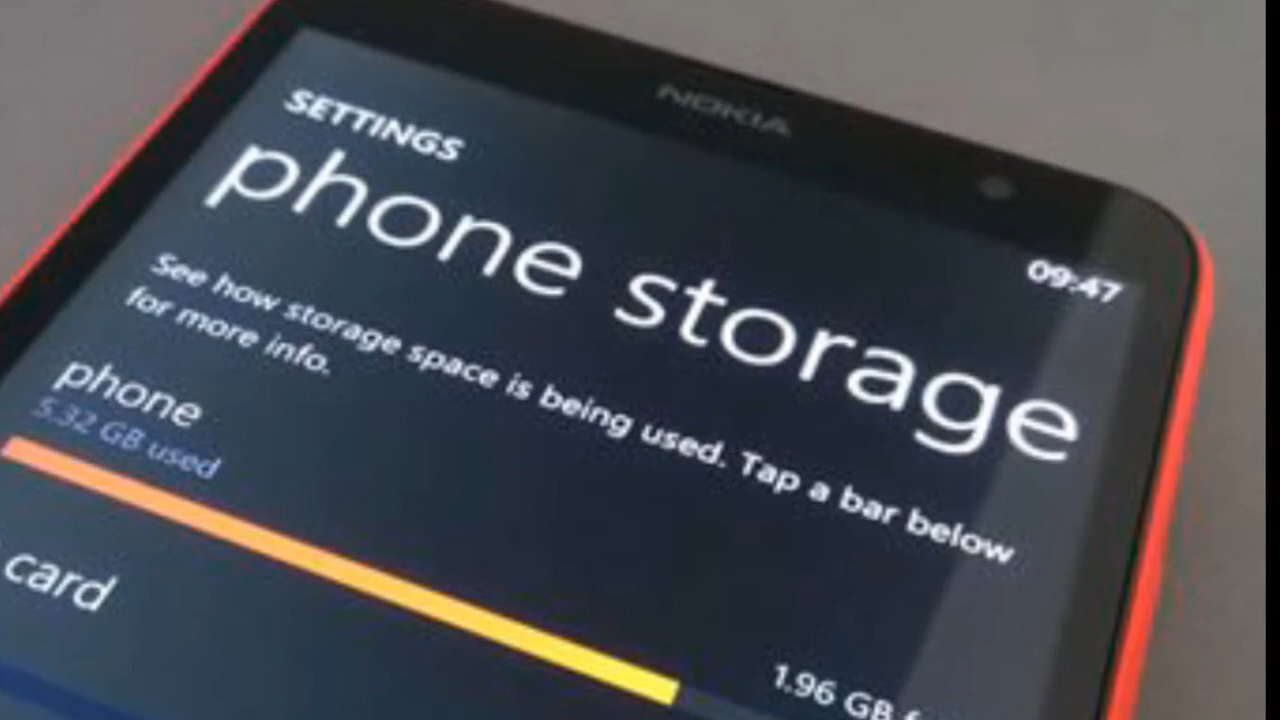 NOKIA
09:47
SETTINGS
phone storage
See how storage space is being used. Tap a bar below
for more info.
phone
5.32 GB used
1.96 GB
card